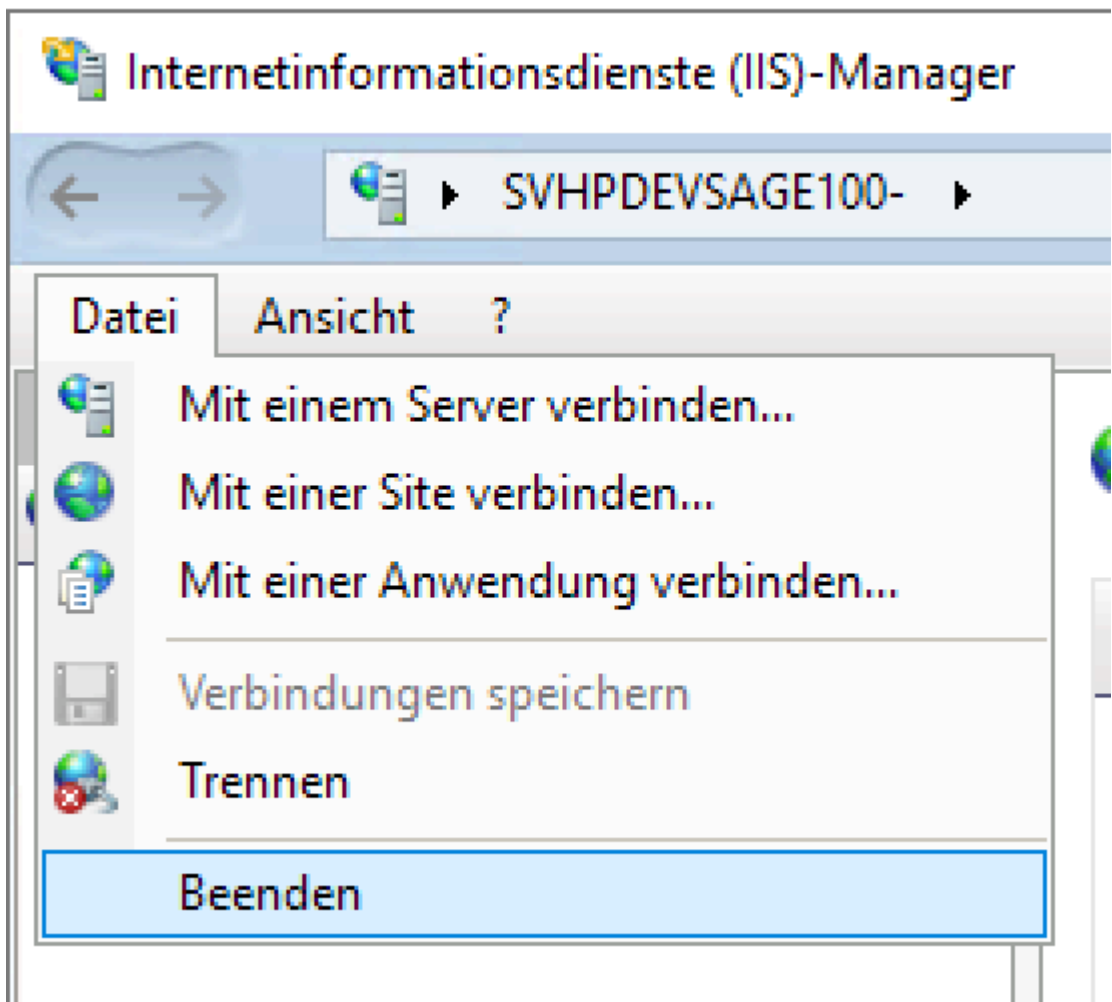 Internetinformationsdienste (IIS)-Manager
SVHPDEVSAGE100-
Datei Ansicht ?
Mit einem Server verbinden...
Mit einer Site verbinden...
Mit einer Anwendung verbinden...
Verbindungen speichern
Trennen
Beenden